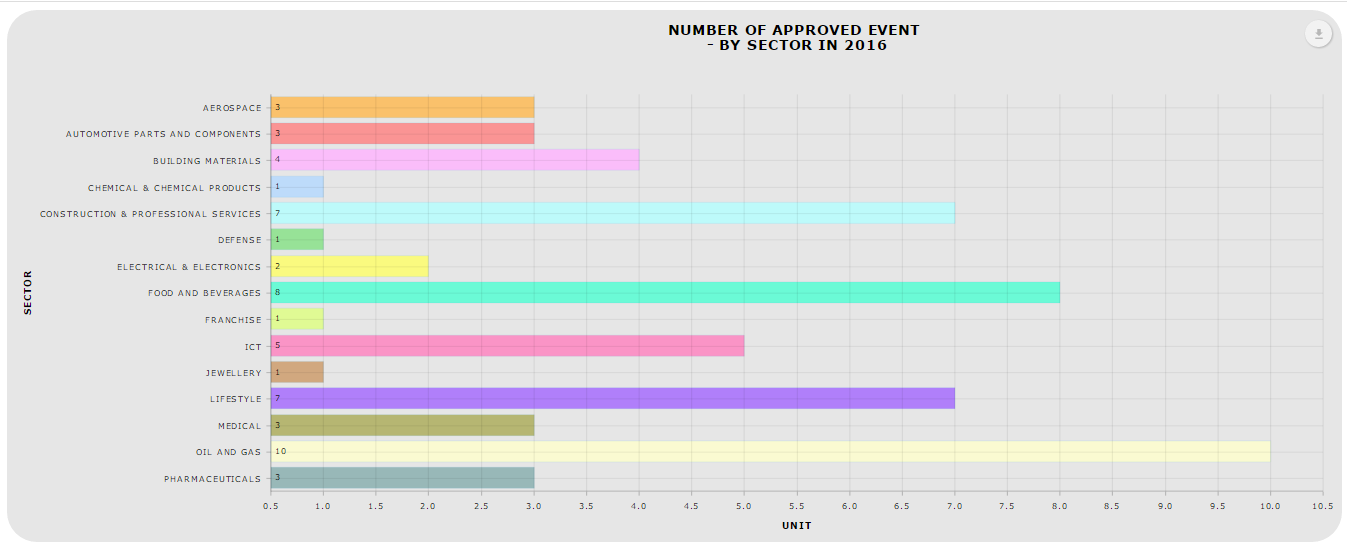 NUMBER OF APPROVED EVENT
- BY SECTOR IN 2016
AEROSPACE 3
AUTOMOTIVE PARTS AND COMPONENTS 3
BUILDING MATERIALS 4
CHEMICAL & CHEMICAL PRODUCTS 1
CONSTRUCTION & PROFESSIONAL SERVICES 7
DEFENSE 1
ELECTRICAL & ELECTRONICS 2
SECTOR
FOOD AND BEVERAGES 8
FRANCHISE 1
ICT 5
JEWELLERY 1
LIFESTYLE 7
MEDICAL 3
OIL AND GAS 10
PHARMACEUTICALS 3
0.5 1.0 1.5 2.0 2.5 3.0 3.5 4.0 4.5 5.0 5.5 6.0 6.5 7.0 7.5 8.0 8.5 9.0 9.5 10.0 10.5
UNIT